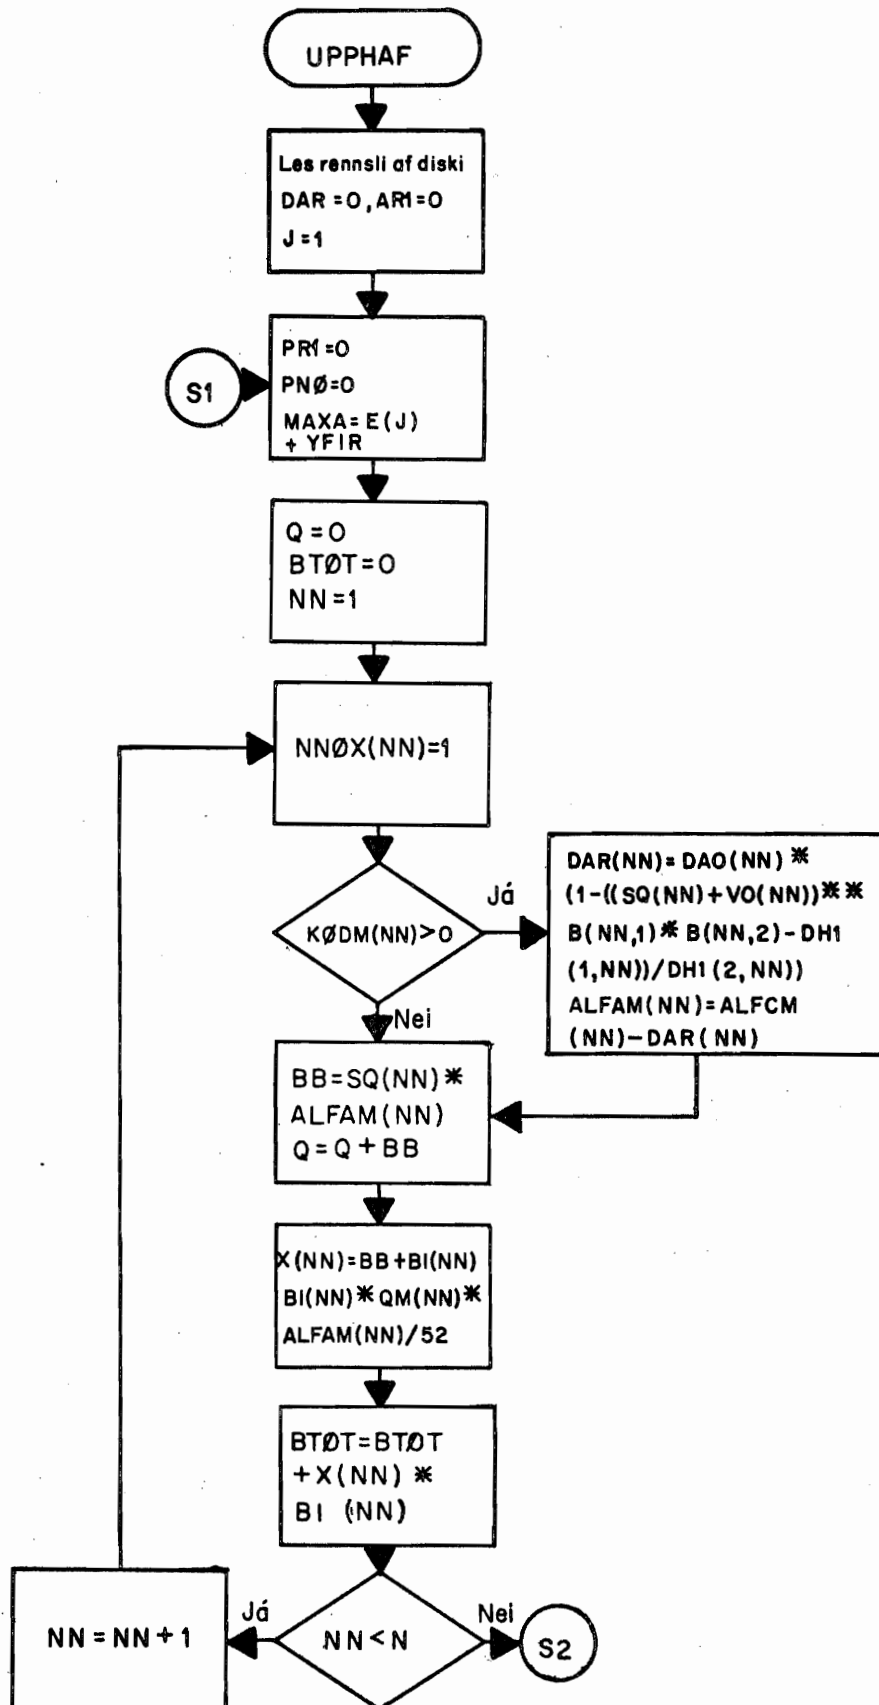 UPPHAF
Les rennsli af diski
DAR=0, AR1=0
J=1
PR1=0
PNØ=0
MAXA=E(J)
+ YFIR
S1
Q=0
BTØT=0
NN=1
NNØX(NN)=1
KØDM(NN)>0
Já
DAR(NN)=DAO(NN)*
(1-((SQ(NN)+VO(NN))**
B(NN,1)*B(NN,2)-DH1
(1,NN))/DH1(2,NN))
ALFAM(NN)=ALFCM
(NN)-DAR(NN)
Nei
BB=SQ(NN)*
ALFAM(NN)
Q=Q+BB
X(NN)=BB+BI(NN)
BI(NN)*QM(NN)*
ALFAM(NN)/52
BTØT=BTØT
+X(NN)*
BI (NN)
NN=NN+1
Já
NN<N
Nei
S2